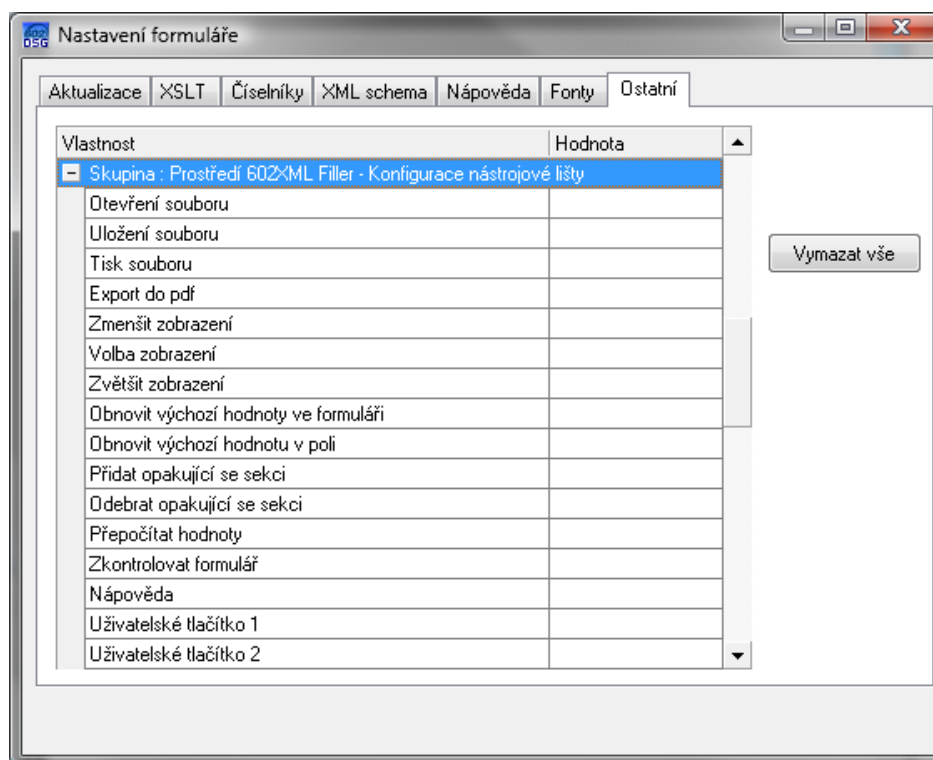 602
OSG
Nastavení formuláře
Aktualizace XSLT Číselníky XML schema Nápověda Fonty Ostatní
Vlastnost Hodnota
Skupina : Prostředí 602XML Filler - Konfigurace nástrojové lišty
Otevření souboru
Uložení souboru
Tisk souboru
Export do pdf
Zmenšit zobrazení
Volba zobrazení
Zvětšit zobrazení
Obnovit výchozí hodnoty ve formuláři
Obnovit výchozí hodnotu v poli
Přidat opakující se sekci
Odebrat opakující se sekci
Přepočítat hodnoty
Zkontrolovat formulář
Nápověda
Uživatelské tlačítko 1
Uživatelské tlačítko 2
Vymazat vše